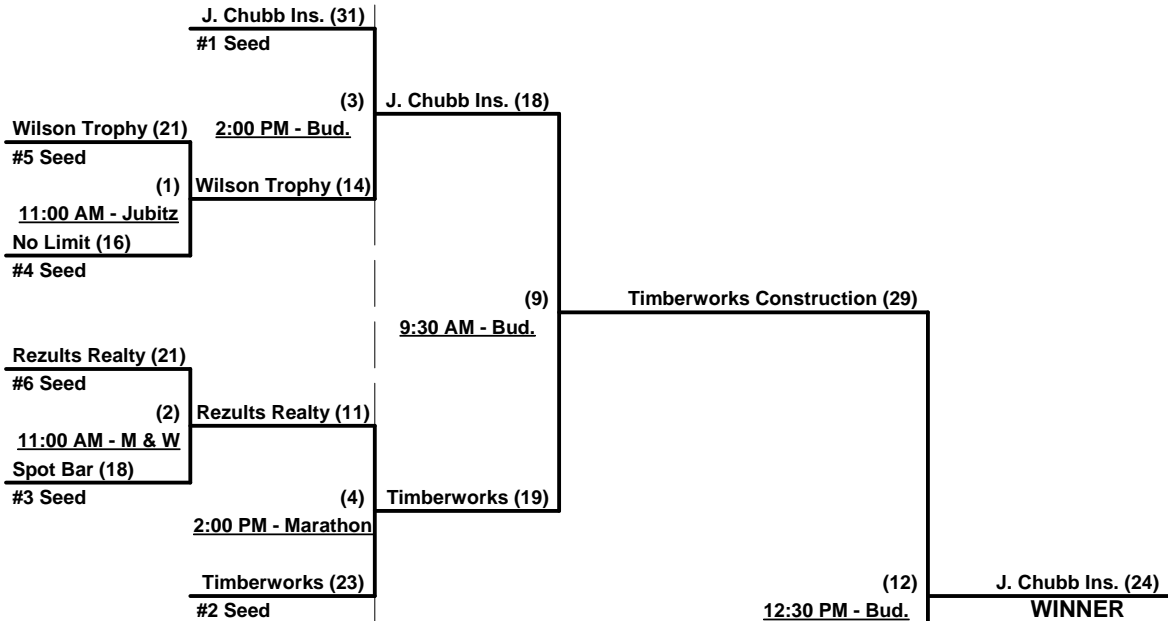 J. Chubb Ins. (31)
#1 Seed
(3) J. Chubb Ins. (18)
Wilson Trophy (21) 2:00 PM - Bud.
#5 Seed
(1) Wilson Trophy (14)
11:00 AM - Jubitz
No Limit (16)
#4 Seed
(9) Timberworks Construction (29)
9:30 AM - Bud.
Rezults Realty (21)
#6 Seed
(2) Rezults Realty (11)
11:00 AM - M & W
Spot Bar (18)
#3 Seed (4) Timberworks (19)
2:00 PM - Marathon
Timberworks (23) (12) J. Chubb Ins. (24)
#2 Seed 12:30 PM - Bud. WINNER